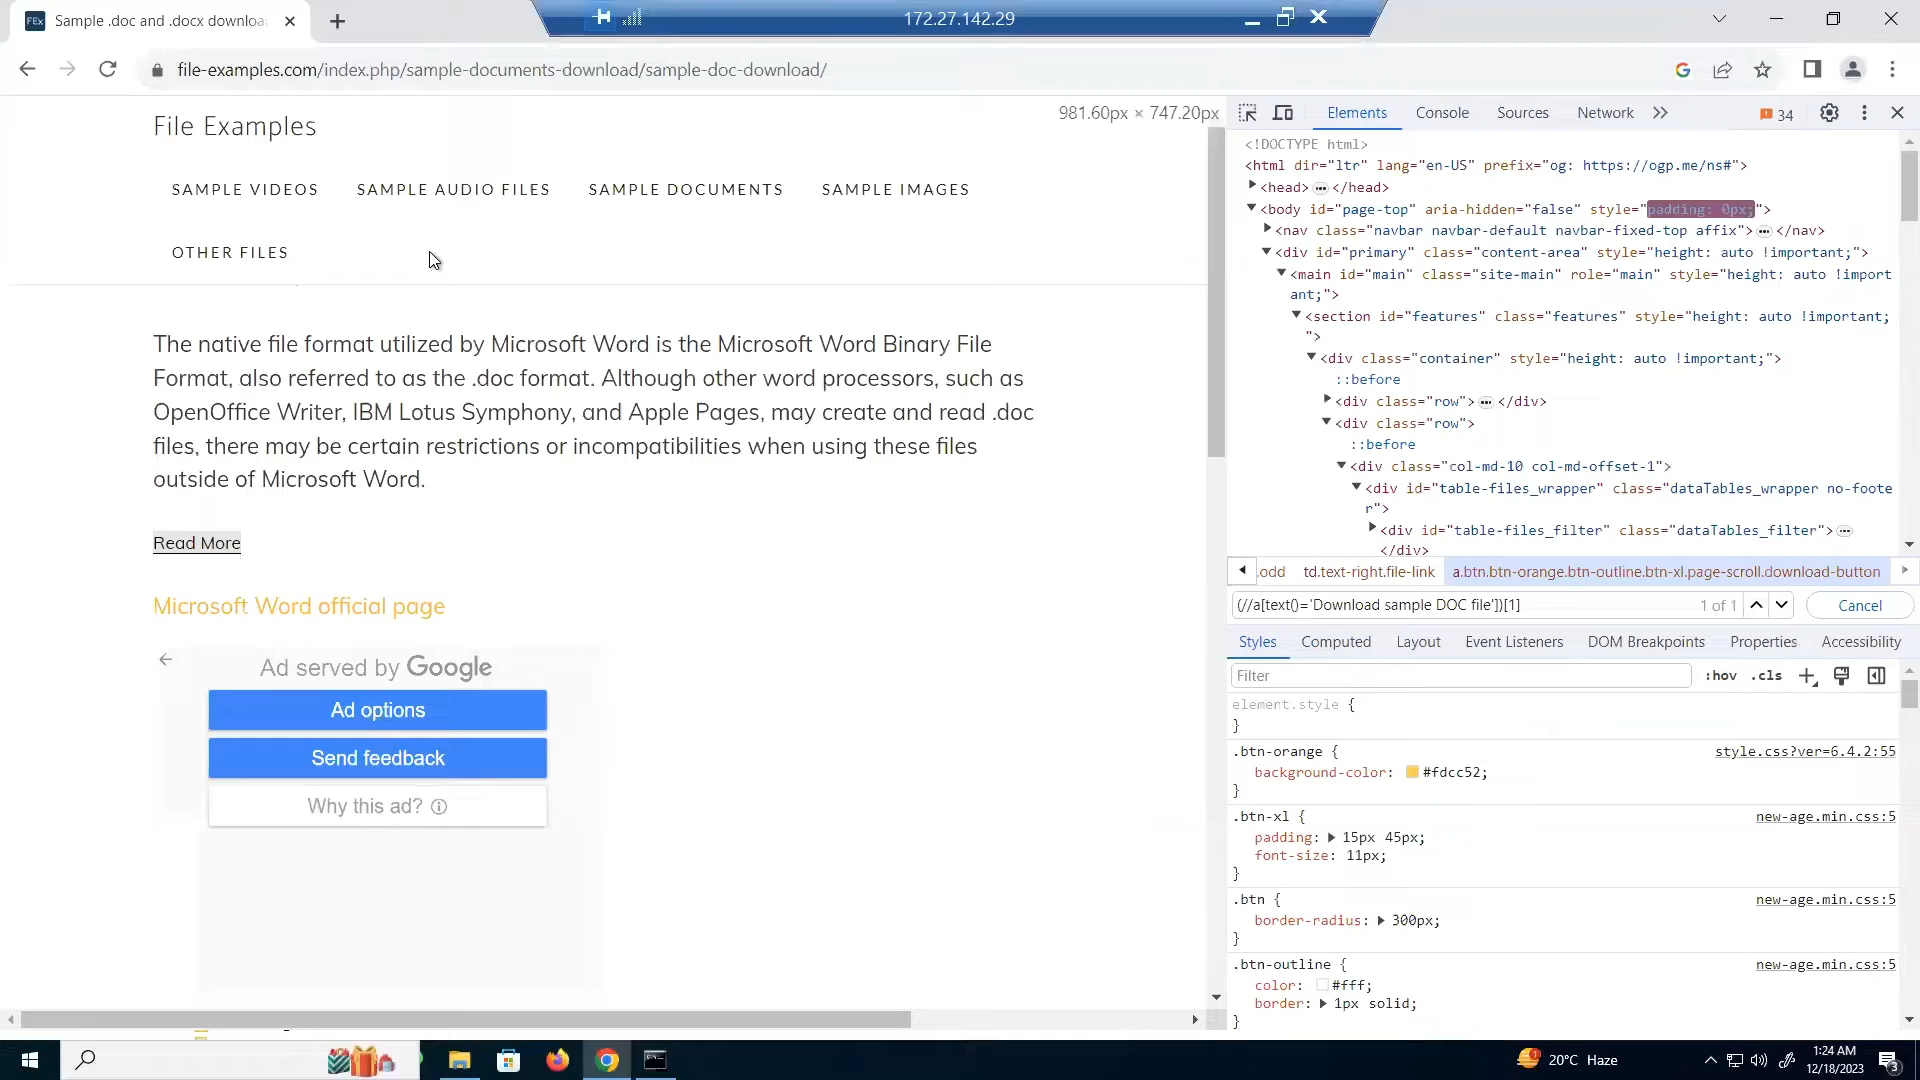 FEx Sample .doc and .docx downloa
172.27.142.29
file-examples.com/index.php/sample-documents-download/sample-doc-download/
File Examples
981.60px × 747.20px
SAMPLE VIDEOS SAMPLE AUDIO FILES SAMPLE DOCUMENTS SAMPLE IMAGES
OTHER FILES
The native file format utilized by Microsoft Word is the Microsoft Word Binary File
Format, also referred to as the .doc format. Although other word processors, such as
OpenOffice Writer, IBM Lotus Symphony, and Apple Pages, may create and read .doc
files, there may be certain restrictions or incompatibilities when using these files
outside of Microsoft Word.
Read More
Microsoft Word official page
Ad served by Google
Ad options
Send feedback
Why this ad?
Elements Console Sources Network 34
<!DOCTYPE html>
<html dir="ltr" lang="en-US" prefix="og: https://ogp.me/ns#">
<head> ••• </head>
<body id="page-top" aria-hidden="false" style="padding: 0px;">
<nav class="navbar navbar-default navbar-fixed-top affix"> ••• </nav>
<div id="primary" class="content-area" style="height: auto !important;">
<main id="main" class="site-main" role="main" style="height: auto !import
ant;">
<section id="features" class="features" style="height: auto !important;
">
<div class="container" style="height: auto !important;">
::before
<div class="row"> ••• </div>
<div class="row">
::before
<div class="col-md-10 col-md-offset-1">
<div id="table-files_wrapper" class="dataTables_wrapper no-foote
r">
<div id="table-files_filter" class="dataTables_filter"> •••
</div>
.odd td.text-right.file-link a.btn.btn-orange.btn-outline.btn-xl.page-scroll.download-button
(//a[text()='Download sample DOC file'])[1] 1 of 1 Cancel
Styles Computed Layout Event Listeners DOM Breakpoints Properties Accessibility
Filter :hov .cls
element.style {
}
.btn-orange { style.css?ver=6.4.2:55
background-color: #fdcc52;
}
.btn-xl { new-age.min.css:5
padding: 15px 45px;
font-size: 11px;
}
.btn { new-age.min.css:5
border-radius: 300px;
}
.btn-outline { new-age.min.css:5
color: #fff;
border: 1px solid;
}
20°C Haze
1:24 AM
12/18/2023
3